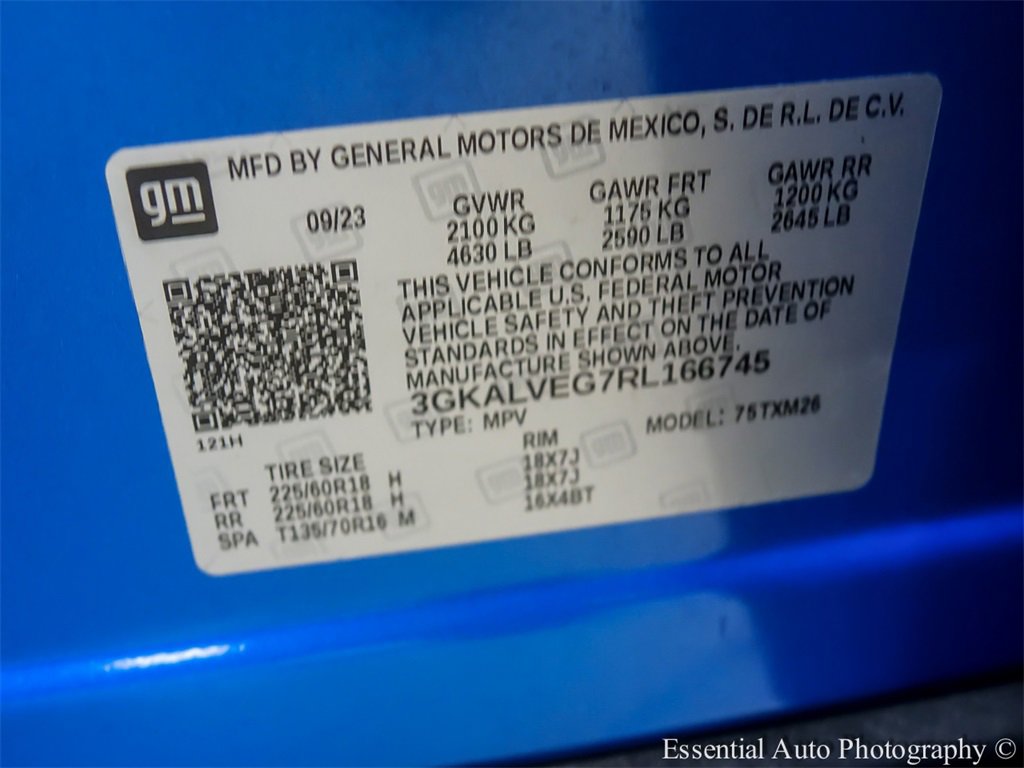 gm
MFD BY GENERAL MOTORS DE MEXICO, S. DE R.L. DE C.V.
09/23
GVWR
2100 KG
4630 LB
GAWR FRT
1175 KG
2590 LB
GAWR RR
1200 KG
2645 LB
THIS VEHICLE CONFORMS TO ALL
APPLICABLE U.S. FEDERAL MOTOR
VEHICLE SAFETY AND THEFT PREVENTION
STANDARDS IN EFFECT ON THE DATE OF
MANUFACTURE SHOWN ABOVE.
3GKALVEG7RL166745
TYPE: MPV MODEL: 75TXM26
121H
TIRE SIZE RIM
FRT 225/60R18 H 18X7J
RR 225/60R18 H 18X7J
SPA T135/70R16 M 16X4BT
Essential Auto Photography ©